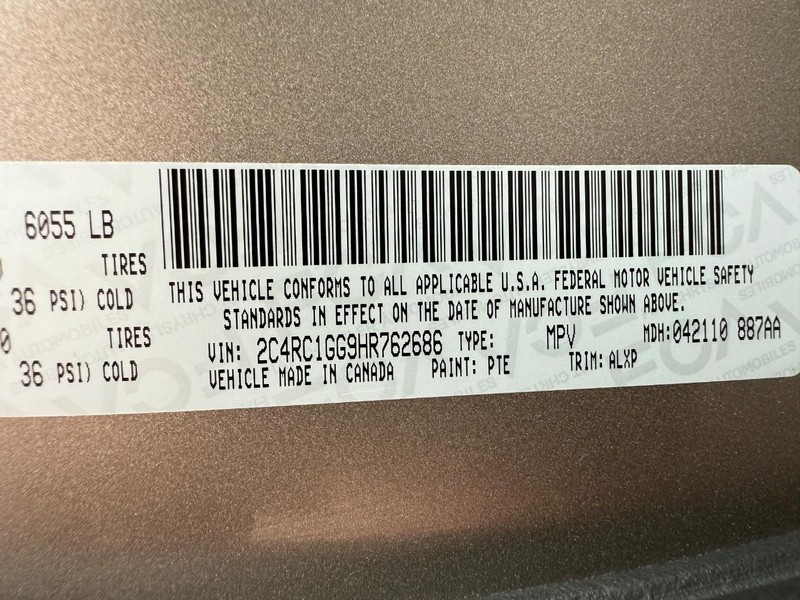 6055 LB
TIRES
36 PSI) COLD
0 TIRES
36 PSI) COLD
THIS VEHICLE CONFORMS TO ALL APPLICABLE U.S.A. FEDERAL MOTOR VEHICLE SAFETY
STANDARDS IN EFFECT ON THE DATE OF MANUFACTURE SHOWN ABOVE.
VIN: 2C4RC1GG9HR762686 TYPE: MPV MDH:042110 887AA
VEHICLE MADE IN CANADA PAINT: PTE TRIM: ALXP